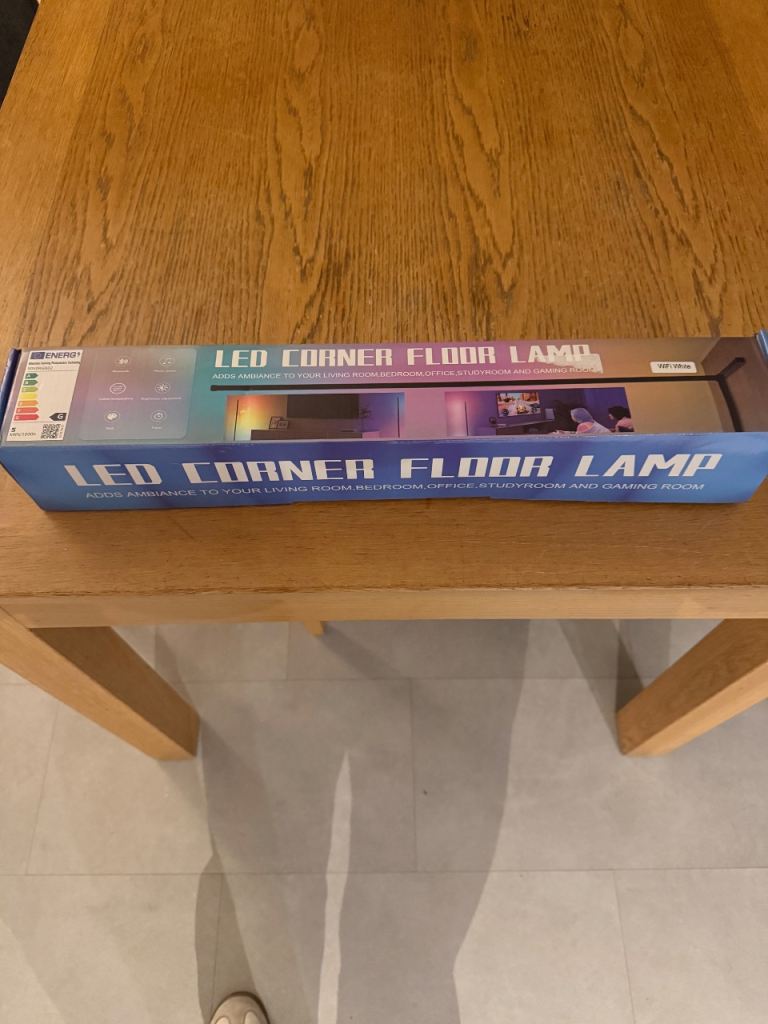 ENERG
LED CORNER FLOOR LAMP
ADDS AMBIANCE TO YOUR LIVING ROOM,BEDROOM,OFFICE,STUDYROOM AND GAMING ROOM
WiFi White
G
LED CORNER FLOOR LAMP
ADDS AMBIANCE TO YOUR LIVING ROOM,BEDROOM,OFFICE,STUDYROOM AND GAMING ROOM